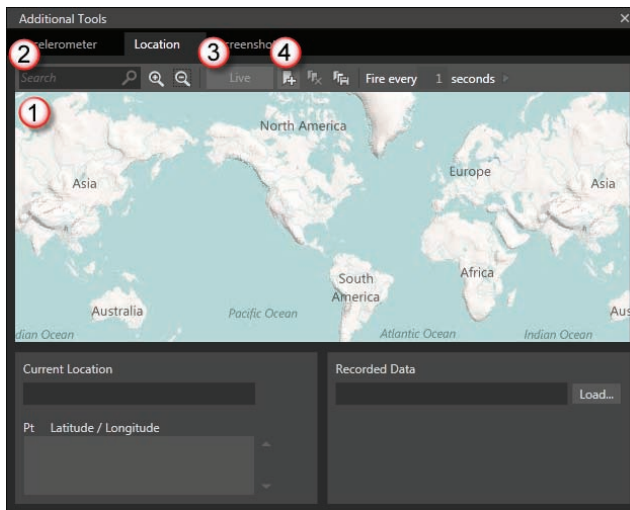 Additional Tools
celerometer Location creensho
2 3 4
Search Live Fire every 1 seconds
1
North America
Asia Europe Asia
South
America Africa
Australia Pacific Ocean Aus
dian Ocean Atlantic Ocean Indian Ocean
Current Location Recorded Data
Load...
Pt Latitude / Longitude